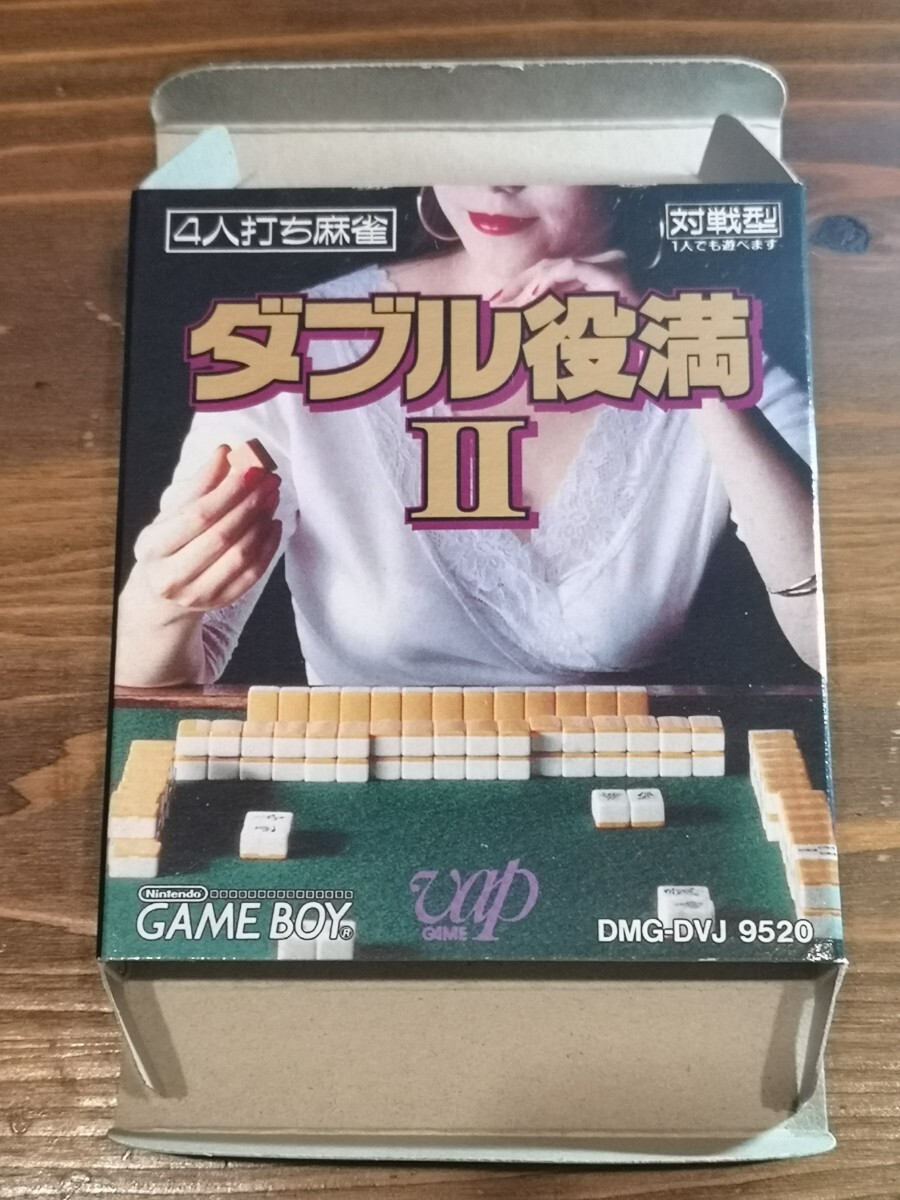 4人打ち麻雀
対戦型
1人でも遊べます
ダブル役満
II
Nintendo
GAME BOY®
vap
GAME
DMG-DVJ 9520